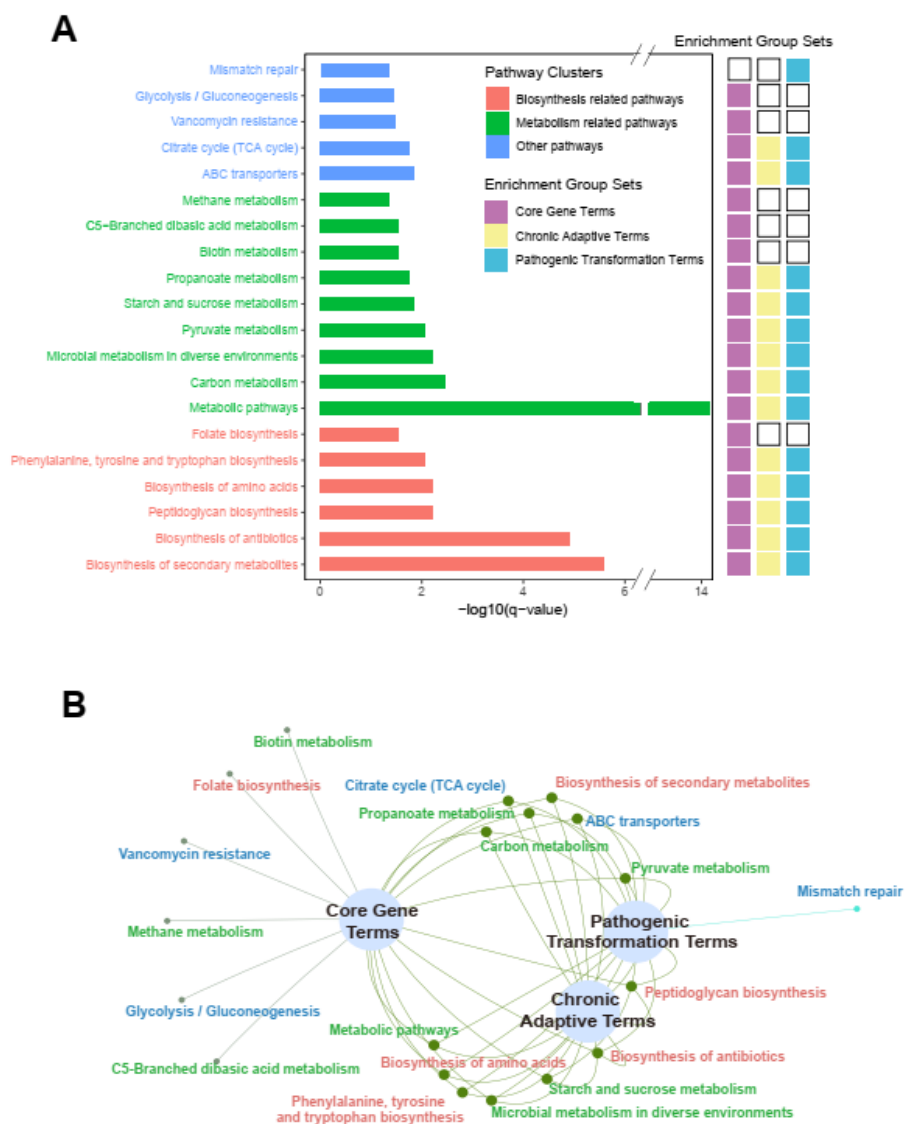 A
Enrichment Group Sets
Mismatch repair
Glycolysis / Gluconeogenesis
Vancomycin resistance
Citrate cycle (TCA cycle)
ABC transporters
Methane metabolism
C5−Branched dibasic acid metabolism
Biotin metabolism
Propanoate metabolism
Starch and sucrose metabolism
Pyruvate metabolism
Microbial metabolism in diverse environments
Carbon metabolism
Metabolic pathways
Folate biosynthesis
Phenylalanine, tyrosine and tryptophan biosynthesis
Biosynthesis of amino acids
Peptidoglycan biosynthesis
Biosynthesis of antibiotics
Biosynthesis of secondary metabolites
Pathway Clusters
Biosynthesis related pathways
Metabolism related pathways
Other pathways
Enrichment Group Sets
Core Gene Terms
Chronic Adaptive Terms
Pathogenic Transformation Terms
0 2 4 6 14
−log10(q−value)
B
Biotin metabolism
Folate biosynthesis
Vancomycin resistance
Methane metabolism
Glycolysis / Gluconeogenesis
C5-Branched dibasic acid metabolism
Core Gene
Terms
Citrate cycle (TCA cycle)
Biosynthesis of secondary metabolites
Propanoate metabolism
ABC transporters
Carbon metabolism
Pyruvate metabolism
Mismatch repair
Pathogenic
Transformation Terms
Peptidoglycan biosynthesis
Chronic
Adaptive Terms
Metabolic pathways
Biosynthesis of amino acids
Biosynthesis of antibiotics
Starch and sucrose metabolism
Phenylalanine, tyrosine
and tryptophan biosynthesis
Microbial metabolism in diverse environments